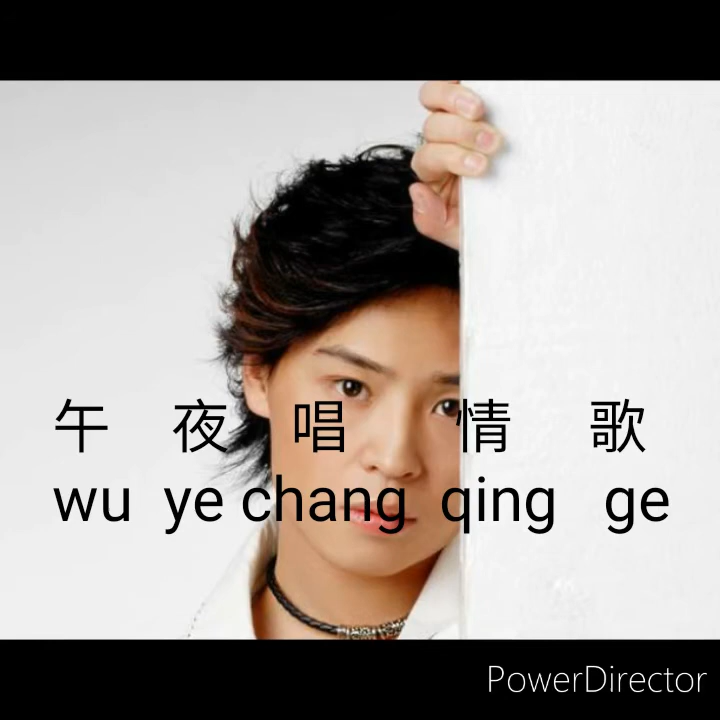 午 夜 唱 情 歌
wu ye chang qing ge
PowerDirector